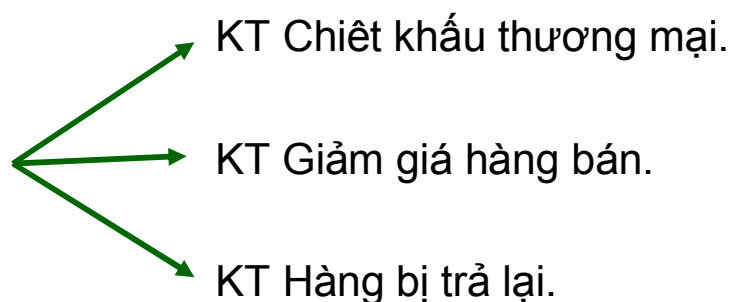 KT Chiêt khấu thương mại.
KT Giảm giá hàng bán.
KT Hàng bị trả lại.